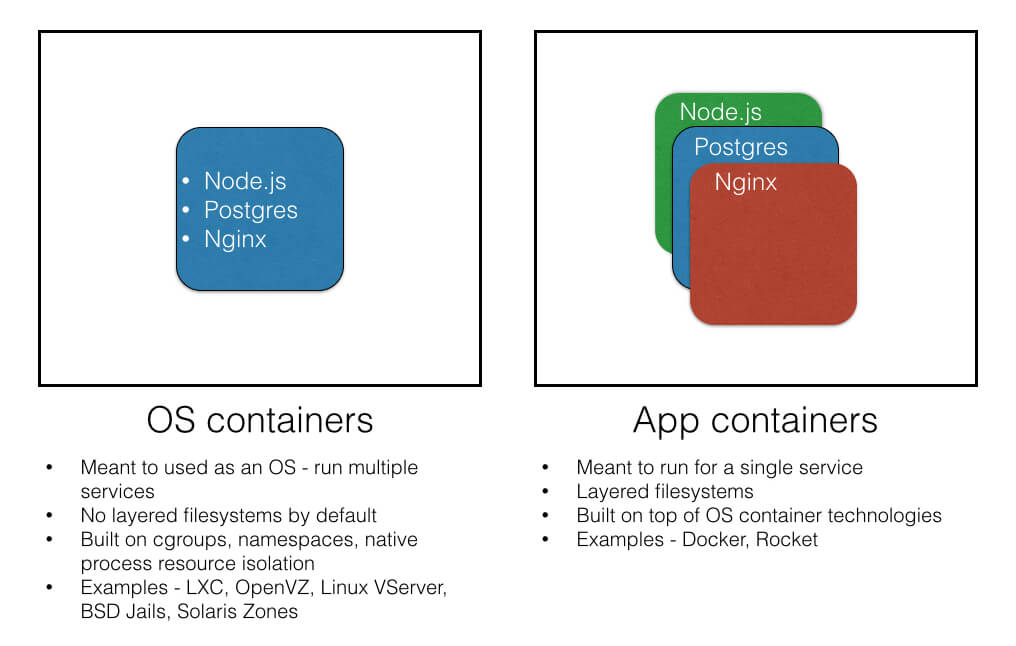 • Node.js
• Postgres
• Nginx
OS containers
• Meant to used as an OS - run multiple
services
• No layered filesystems by default
• Built on cgroups, namespaces, native
process resource isolation
• Examples - LXC, OpenVZ, Linux VServer,
BSD Jails, Solaris Zones
Node.js
Postgres
Nginx
App containers
• Meant to run for a single service
• Layered filesystems
• Built on top of OS container technologies
• Examples - Docker, Rocket